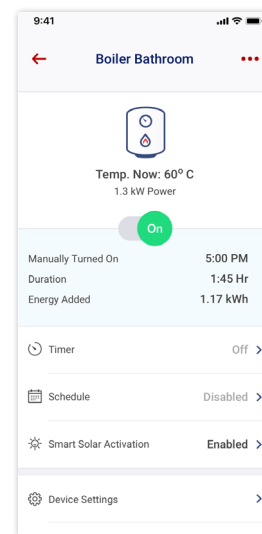 9:41
Boiler Bathroom
Temp. Now: 60° C
1.3 kW Power
On
Manually Turned On 5:00 PM
Duration 1:45 Hr
Energy Added 1.17 kWh
Timer Off
Schedule Disabled
Smart Solar Activation Enabled
Device Settings